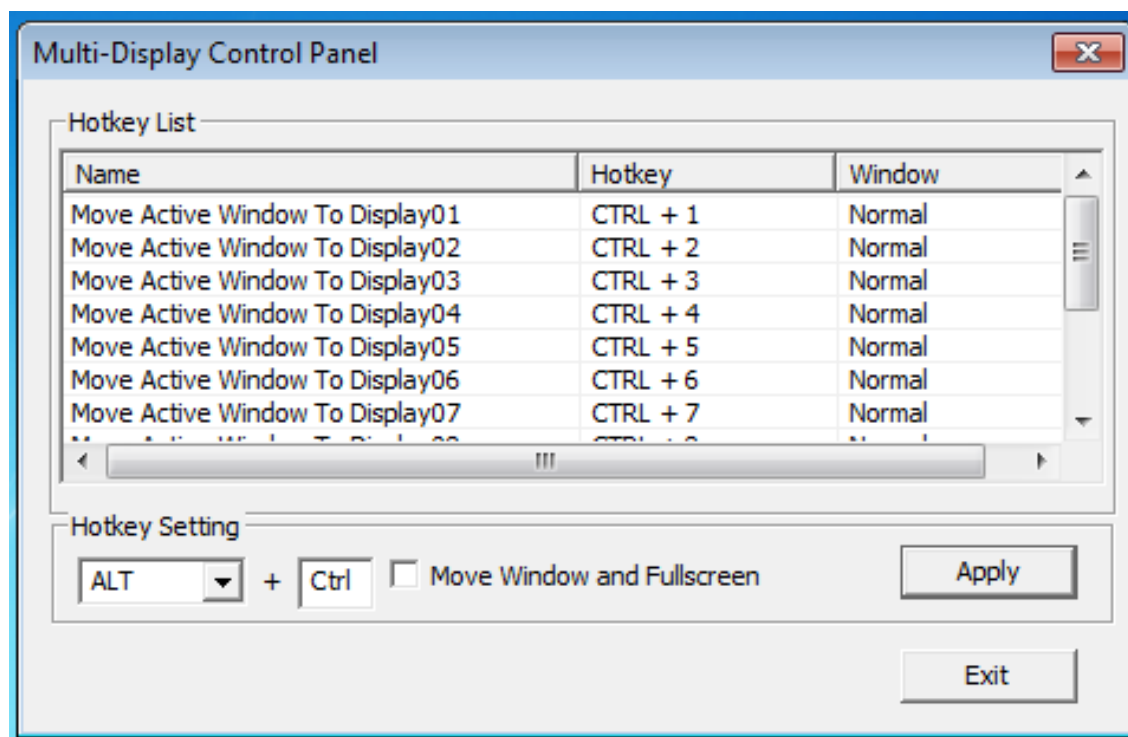 Multi-Display Control Panel
Hotkey List
Name Hotkey Window
Move Active Window To Display01 CTRL + 1 Normal
Move Active Window To Display02 CTRL + 2 Normal
Move Active Window To Display03 CTRL + 3 Normal
Move Active Window To Display04 CTRL + 4 Normal
Move Active Window To Display05 CTRL + 5 Normal
Move Active Window To Display06 CTRL + 6 Normal
Move Active Window To Display07 CTRL + 7 Normal
Hotkey Setting
ALT + Ctrl Move Window and Fullscreen Apply
Exit